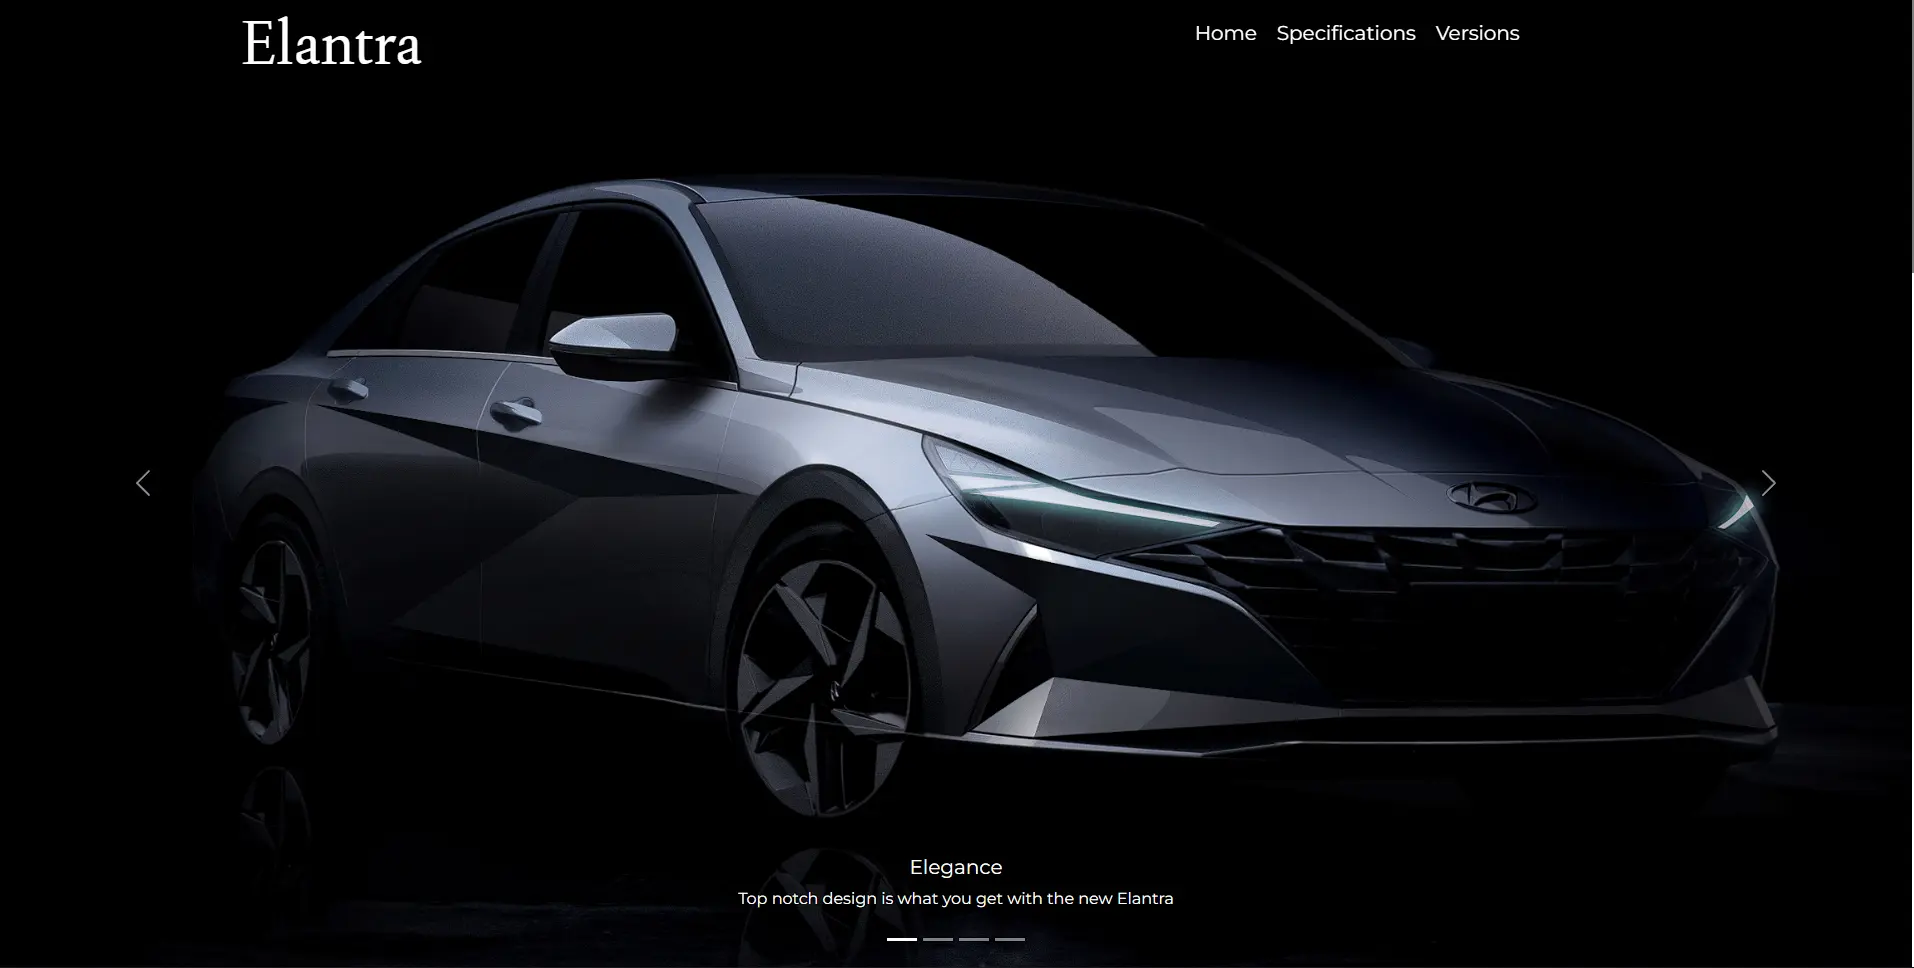 Elantra
Home Specifications Versions
Elegance
Top notch design is what you get with the new Elantra